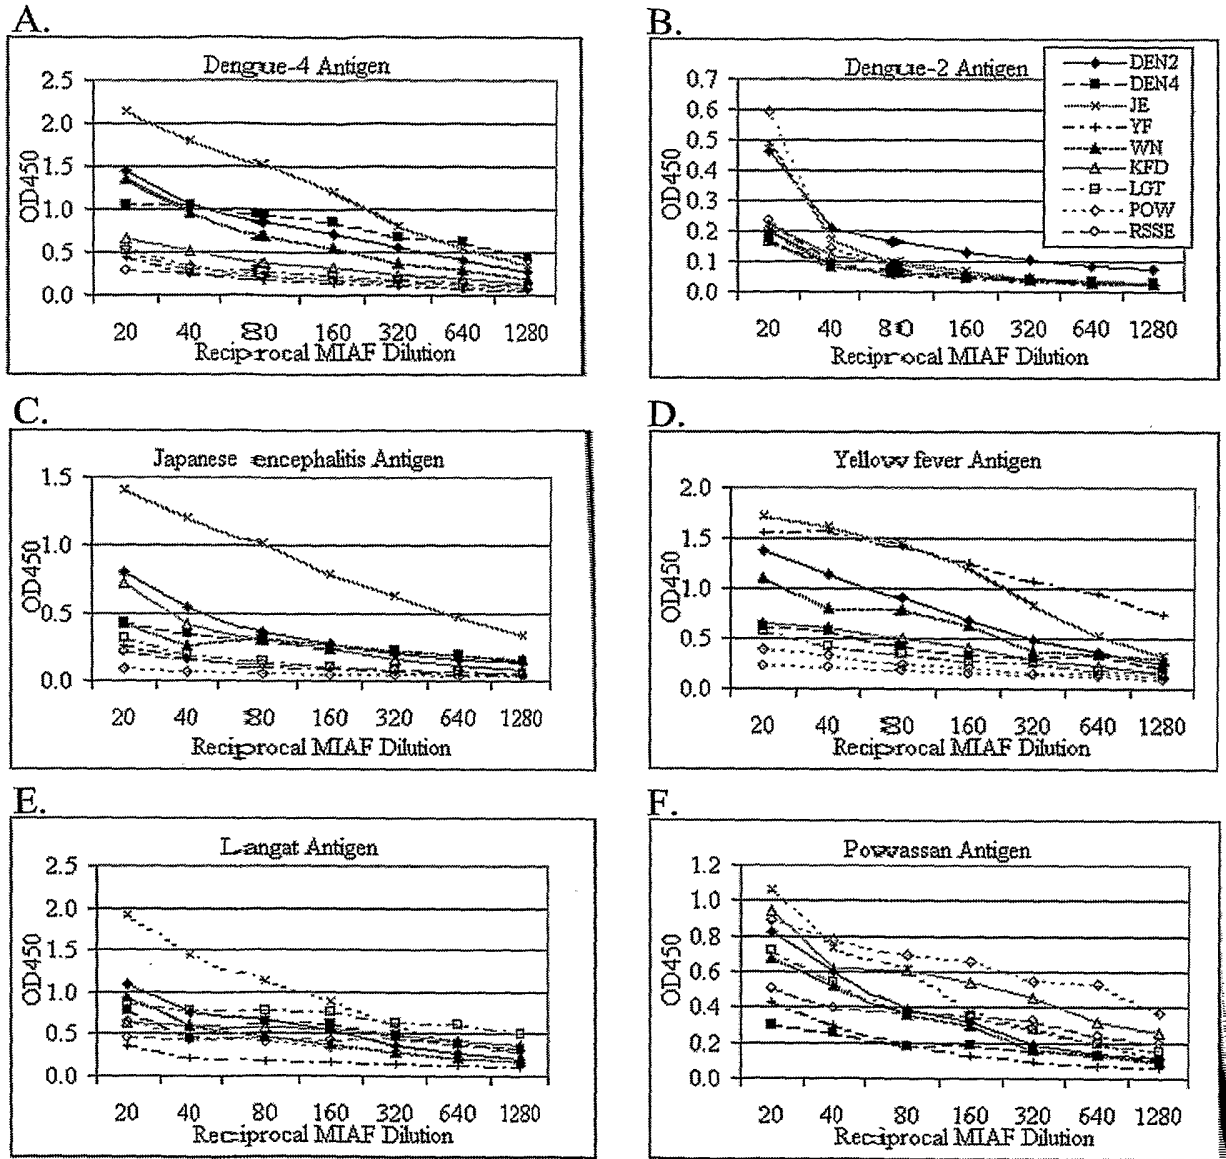 A.
Dengue-4 Antigen
2.5
2.0
1.5
1.0
0.5
0.0
OD450
20 40 80 160 320 640 1280
Reciprocal MIAF Dilution
B.
Dengue-2 Antigen
0.7
0.6
0.5
0.4
0.3
0.2
0.1
0.0
OD450
20 40 80 160 320 640 1280
Reciprocal MIAF Dilution
DEN2
DEN4
JE
YF
WN
KFD
LGT
POW
RSSE
C.
Japanese encephalitis Antigen
1.5
1.0
0.5
0.0
OD450
20 40 80 160 320 640 1280
Reciprocal MIAF Dilution
D.
Yellow fever Antigen
2.0
1.5
1.0
0.5
0.0
OD450
20 40 80 160 320 640 1280
Reciprocal MIAF Dilution
E.
Langat Antigen
2.5
2.0
1.5
1.0
0.5
0.0
OD450
20 40 80 160 320 640 1280
Reciprocal MIAF Dilution
F.
Powassan Antigen
1.2
1.0
0.8
0.6
0.4
0.2
0.0
OD450
20 40 80 160 320 640 1280
Reciprocal MIAF Dilution